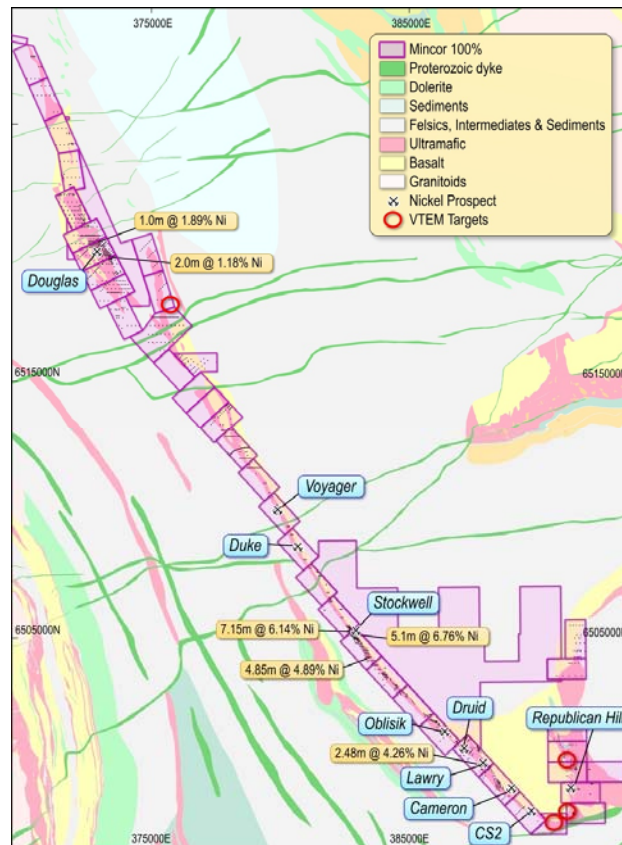 375000E
385000E
Mincor 100%
Proterozoic dyke
Dolerite
Sediments
Felsics, Intermediates & Sediments
Ultramafic
Basalt
Granitoids
Nickel Prospect
VTEM Targets
1.0m @ 1.89% Ni
2.0m @ 1.18% Ni
Douglas
6515000N
6515000N
Voyager
Duke
Stockwell
7.15m @ 6.14% Ni
5.1m @ 6.76% Ni
6505000N
6505000N
4.85m @ 4.89% Ni
Republican Hill
Druid
Oblisik
2.48m @ 4.26% Ni
Lawry
Cameron
CS2
375000E
385000E